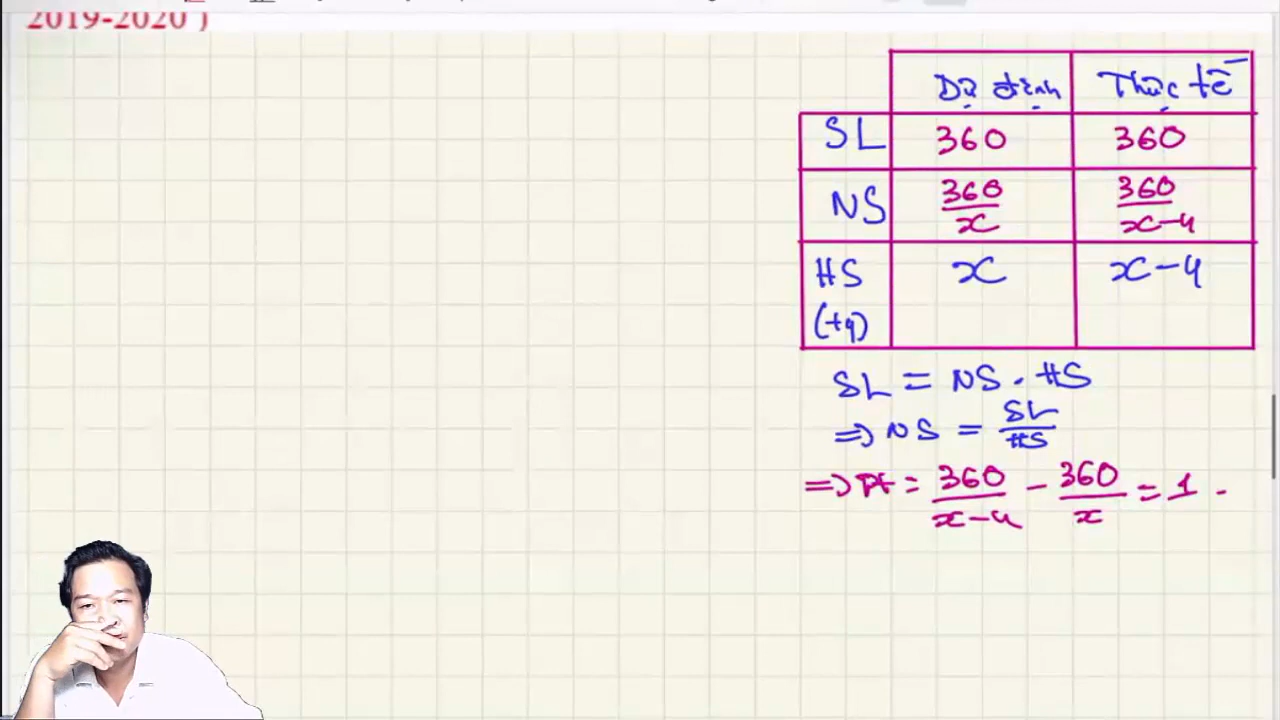 2019-2020 )
Dự định Thực tế
SL 360 360
NS 360/x 360/x-4
HS x x-4
(tq)
SL = NS . HS
=> NS = SL/HS
=> Pt = 360/x-4 - 360/x = 1 .